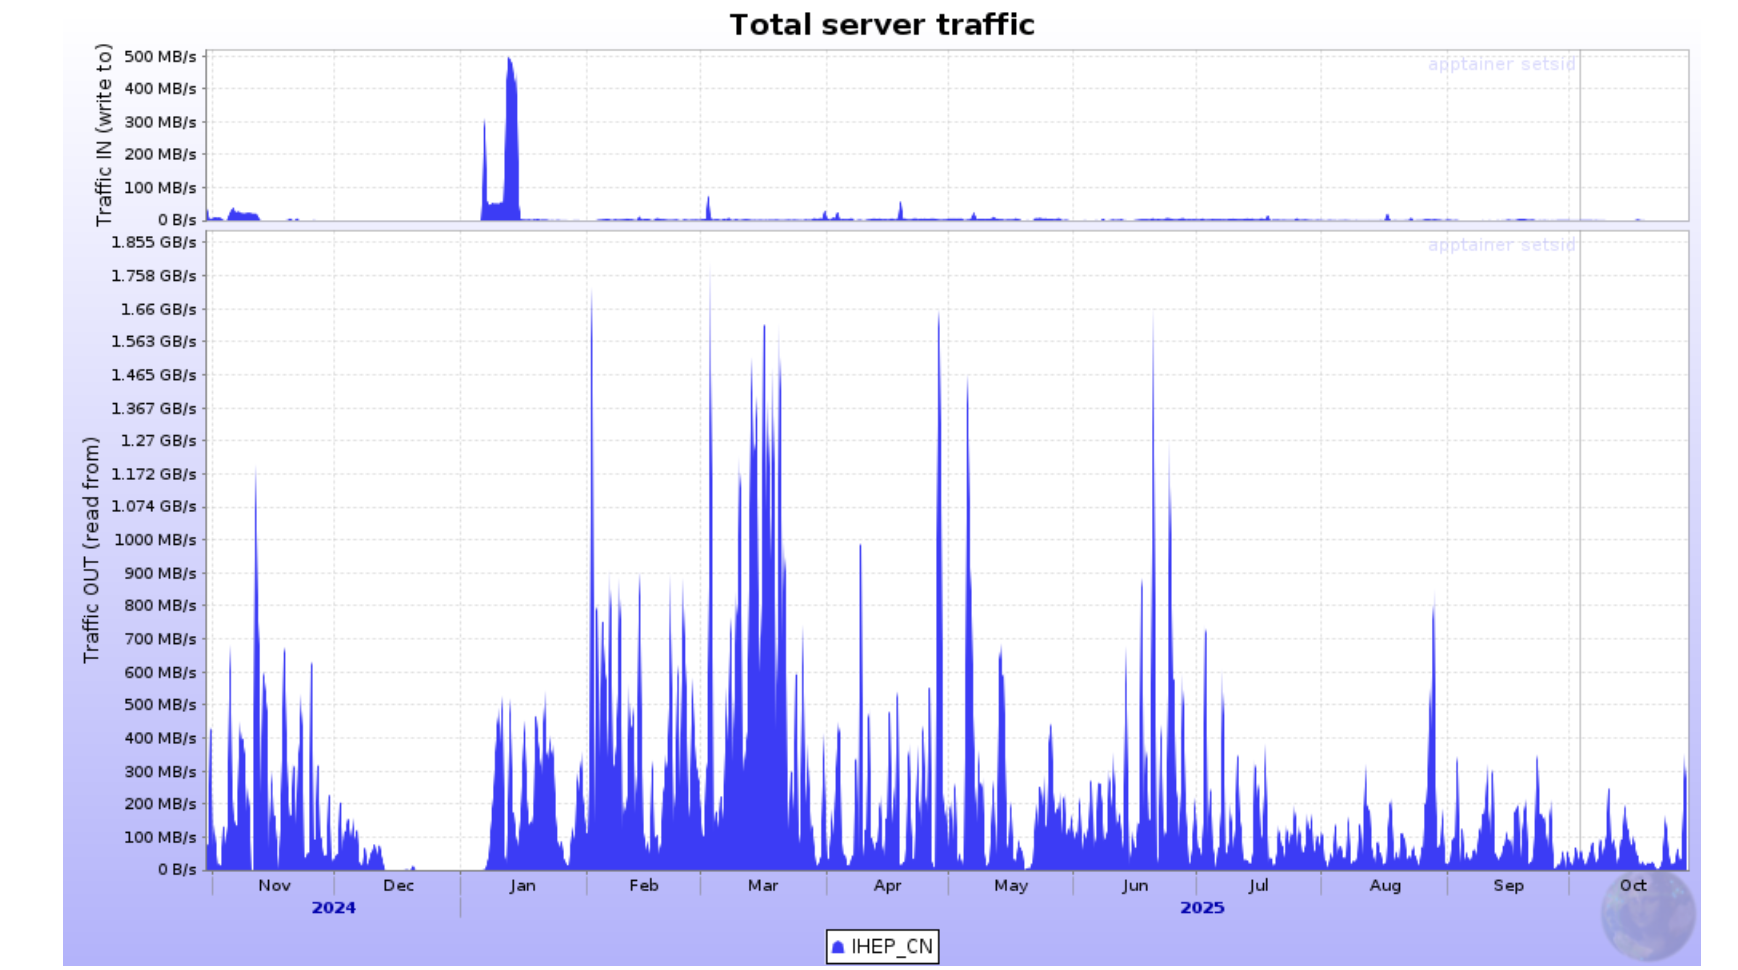 Total server traffic
Traffic IN (write to)
500 MB/s
400 MB/s
300 MB/s
200 MB/s
100 MB/s
0 B/s
apptainer setsid
Traffic OUT (read from)
1.855 GB/s
1.758 GB/s
1.66 GB/s
1.563 GB/s
1.465 GB/s
1.367 GB/s
1.27 GB/s
1.172 GB/s
1.074 GB/s
1000 MB/s
900 MB/s
800 MB/s
700 MB/s
600 MB/s
500 MB/s
400 MB/s
300 MB/s
200 MB/s
100 MB/s
0 B/s
apptainer setsid
Nov Dec Jan Feb Mar Apr May Jun Jul Aug Sep Oct
2024 2025
IHEP_CN